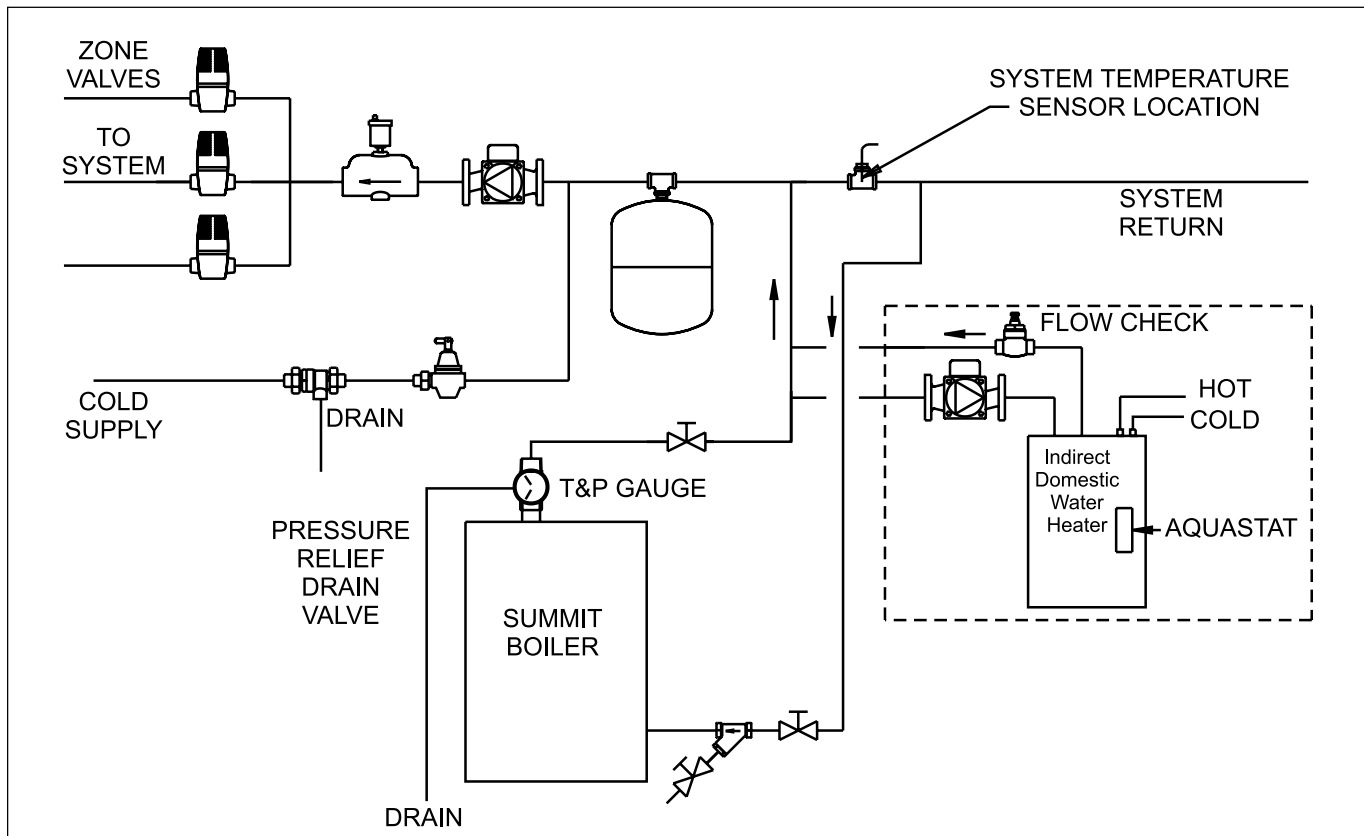 ZONE
VALVES
TO
SYSTEM
SYSTEM TEMPERATURE
SENSOR LOCATION
SYSTEM
RETURN
FLOW CHECK
HOT
COLD
COLD
SUPPLY
DRAIN
T&P GAUGE
Indirect
Domestic
Water
Heater
AQUASTAT
PRESSURE
RELIEF
DRAIN
VALVE
SUMMIT
BOILER
DRAIN